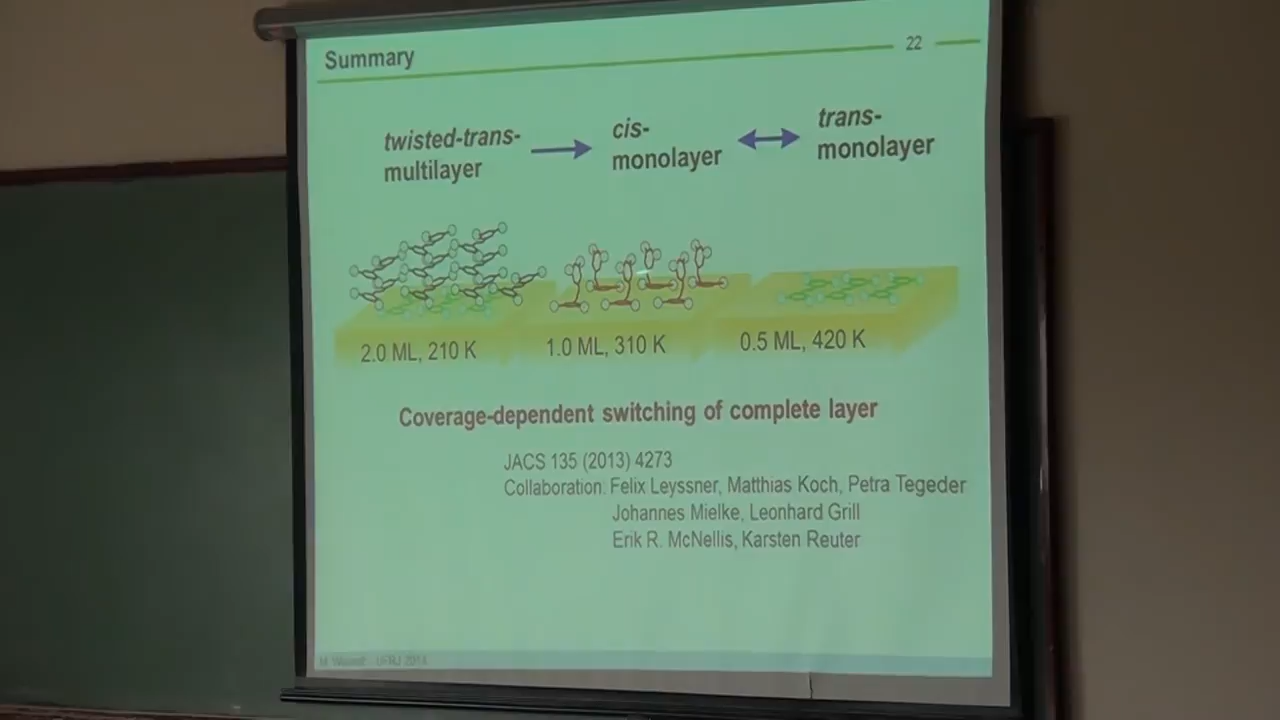 Summary
22
twisted-trans-
multilayer
cis-
monolayer
trans-
monolayer
2.0 ML, 210 K
1.0 ML, 310 K
0.5 ML, 420 K
Coverage-dependent switching of complete layer
JACS 135 (2013) 4273
Collaboration: Felix Leyssner, Matthias Koch, Petra Tegeder
Johannes Mielke, Leonhard Grill
Erik R. McNellis, Karsten Reuter
UFRJ 2014